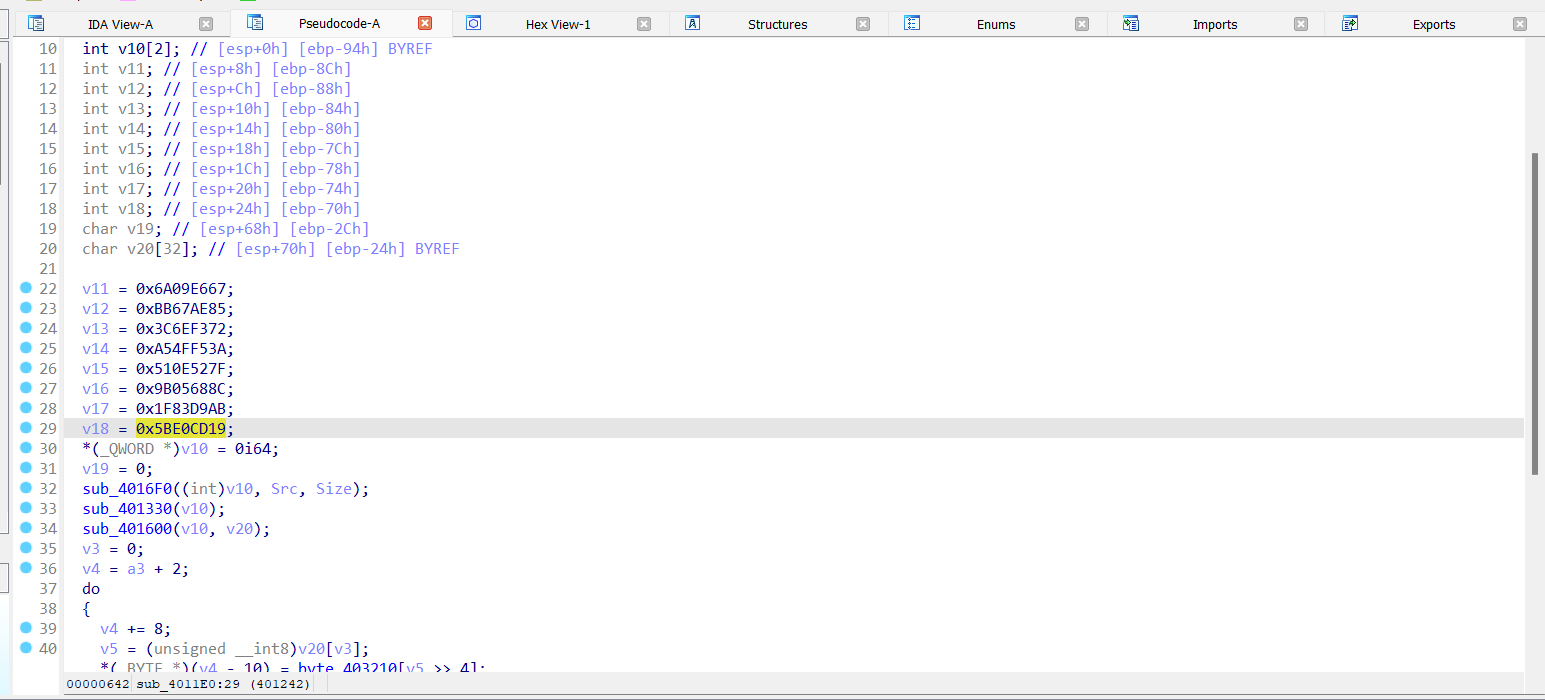 IDA View-A Pseudocode-A Hex View-1 Structures Enums Imports Exports
10 int v10[2]; // [esp+0h] [ebp-94h] BYREF
11 int v11; // [esp+8h] [ebp-8Ch]
12 int v12; // [esp+Ch] [ebp-88h]
13 int v13; // [esp+10h] [ebp-84h]
14 int v14; // [esp+14h] [ebp-80h]
15 int v15; // [esp+18h] [ebp-7Ch]
16 int v16; // [esp+1Ch] [ebp-78h]
17 int v17; // [esp+20h] [ebp-74h]
18 int v18; // [esp+24h] [ebp-70h]
19 char v19; // [esp+68h] [ebp-2Ch]
20 char v20[32]; // [esp+70h] [ebp-24h] BYREF
21
22 v11 = 0x6A09E667;
23 v12 = 0xBB67AE85;
24 v13 = 0x3C6EF372;
25 v14 = 0xA54FF53A;
26 v15 = 0x510E527F;
27 v16 = 0x9B05688C;
28 v17 = 0x1F83D9AB;
29 v18 = 0x5BE0CD19;
30 *(_QWORD *)v10 = 0i64;
31 v19 = 0;
32 sub_4016F0((int)v10, Src, Size);
33 sub_401330(v10);
34 sub_401600(v10, v20);
35 v3 = 0;
36 v4 = a3 + 2;
37 do
38 {
39 v4 += 8;
40 v5 = (unsigned __int8)v20[v3];
*(_BYTE *)(v4 - 10) = byte_403210[v5 >> 4];
00000642 sub_4011E0:29 (401242)